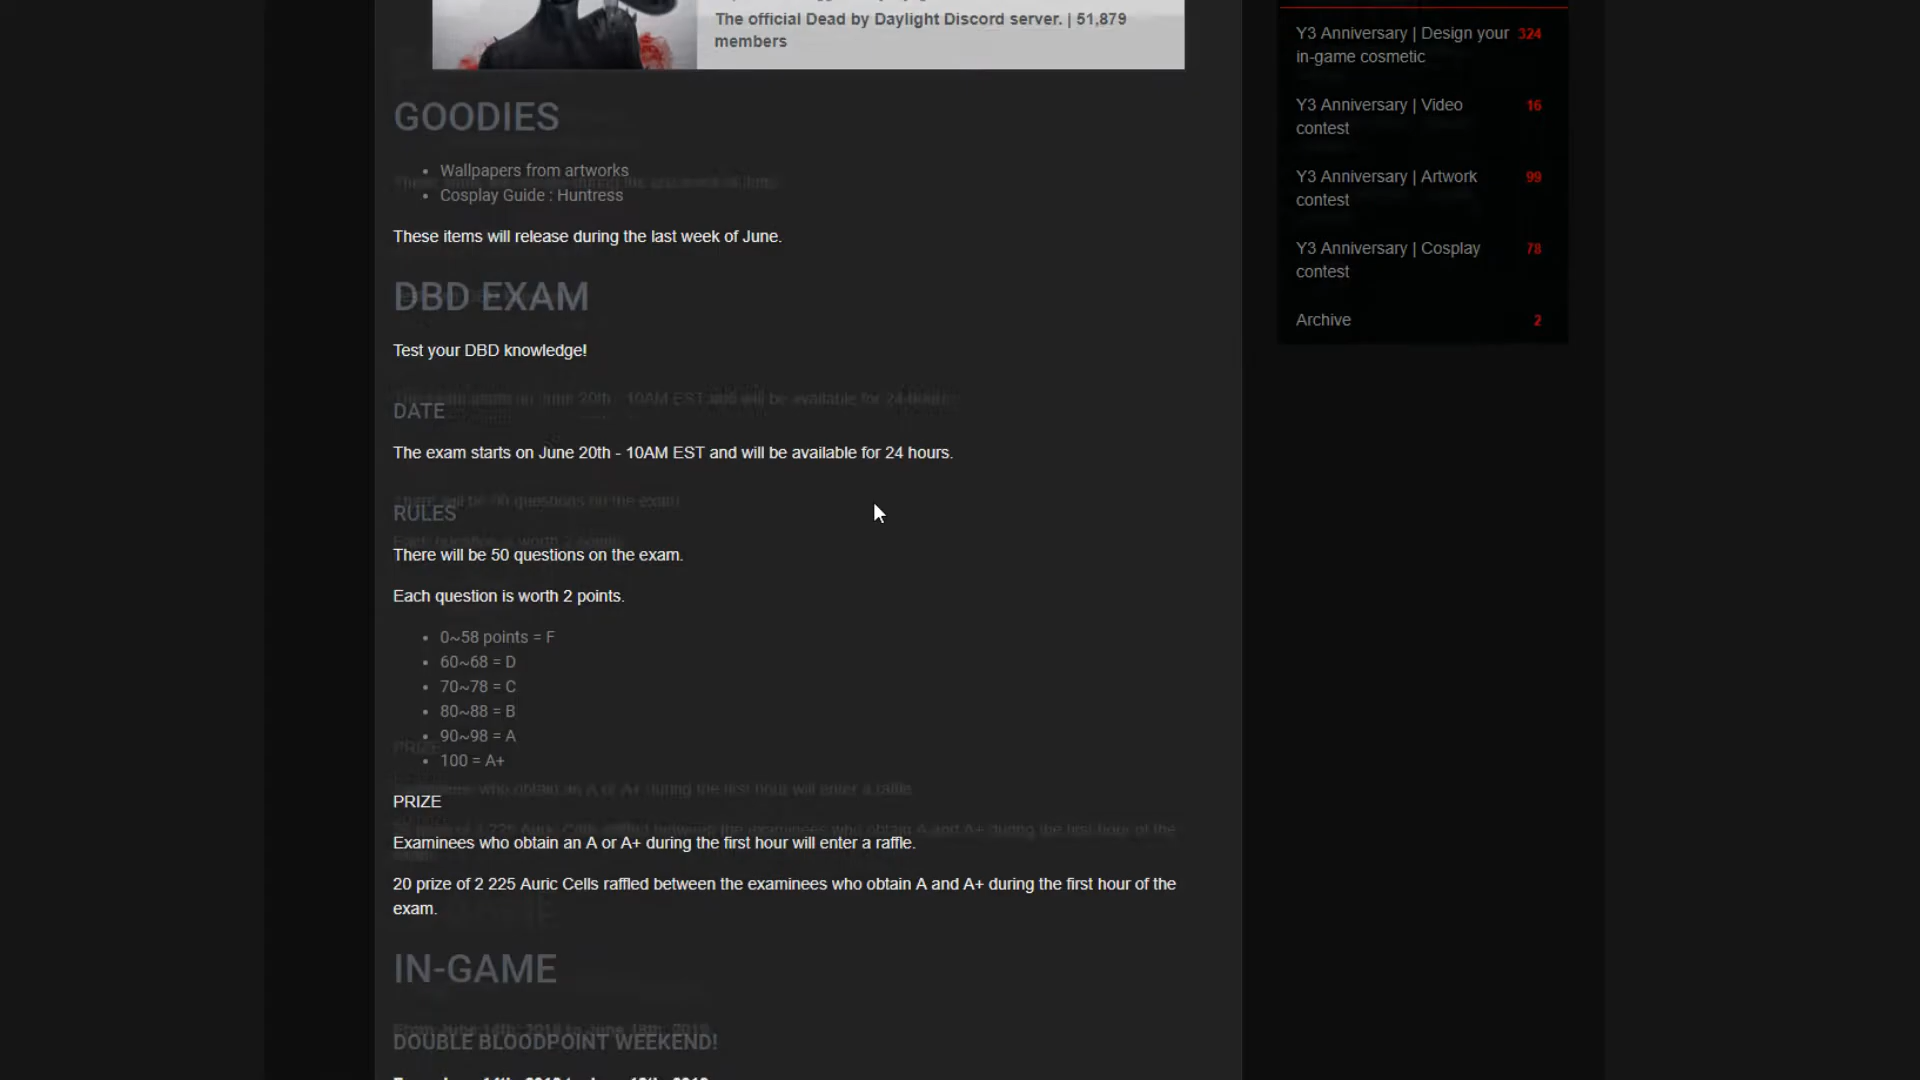 The official Dead by Daylight Discord server. | 51,879
members
GOODIES
• Wallpapers from artworks
• Cosplay Guide : Huntress
These items will release during the last week of June.
DBD EXAM
Test your DBD knowledge!
DATE
The exam starts on June 20th - 10AM EST and will be available for 24 hours.
RULES
There will be 50 questions on the exam.
Each question is worth 2 points.
• 0~58 points = F
• 60~68 = D
• 70~78 = C
• 80~88 = B
• 90~98 = A
• 100 = A+
PRIZE
Examinees who obtain an A or A+ during the first hour will enter a raffle.
20 prize of 2 225 Auric Cells raffled between the examinees who obtain A and A+ during the first hour of the
exam.
IN-GAME
DOUBLE BLOODPOINT WEEKEND!
Y3 Anniversary | Design your 324
in-game cosmetic
Y3 Anniversary | Video 16
contest
Y3 Anniversary | Artwork 99
contest
Y3 Anniversary | Cosplay 78
contest
Archive 2